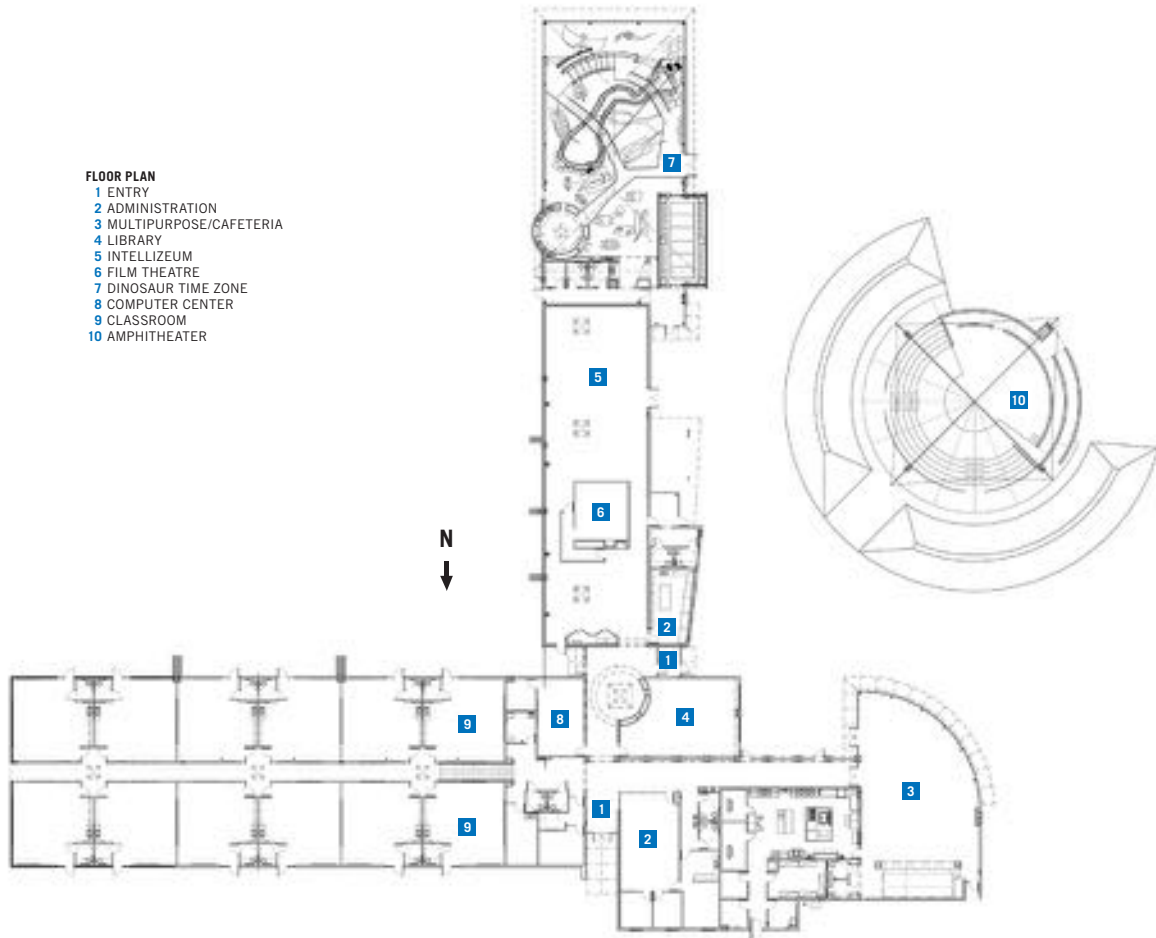 FLOOR PLAN
1 ENTRY
2 ADMINISTRATION
3 MULTIPURPOSE/CAFETERIA
4 LIBRARY
5 INTELLIZEUM
6 FILM THEATRE
7 DINOSAUR TIME ZONE
8 COMPUTER CENTER
9 CLASSROOM
10 AMPHITHEATER
7
5
10
6
N
2
1
9
8
4
3
1
9
2